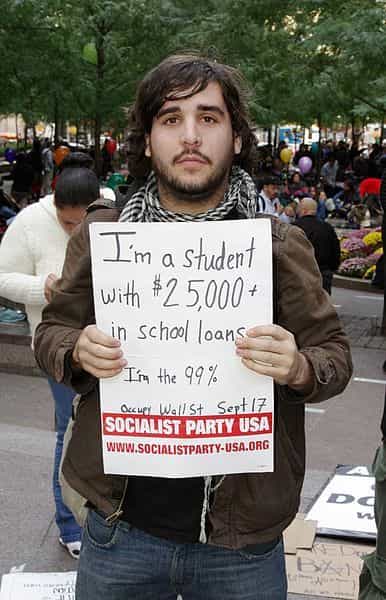 I'm a student
with $25,000+
in school loans
I'm the 99%
Occupy Wall St Sept 17
SOCIALIST PARTY USA
WWW.SOCIALISTPARTY-USA.ORG